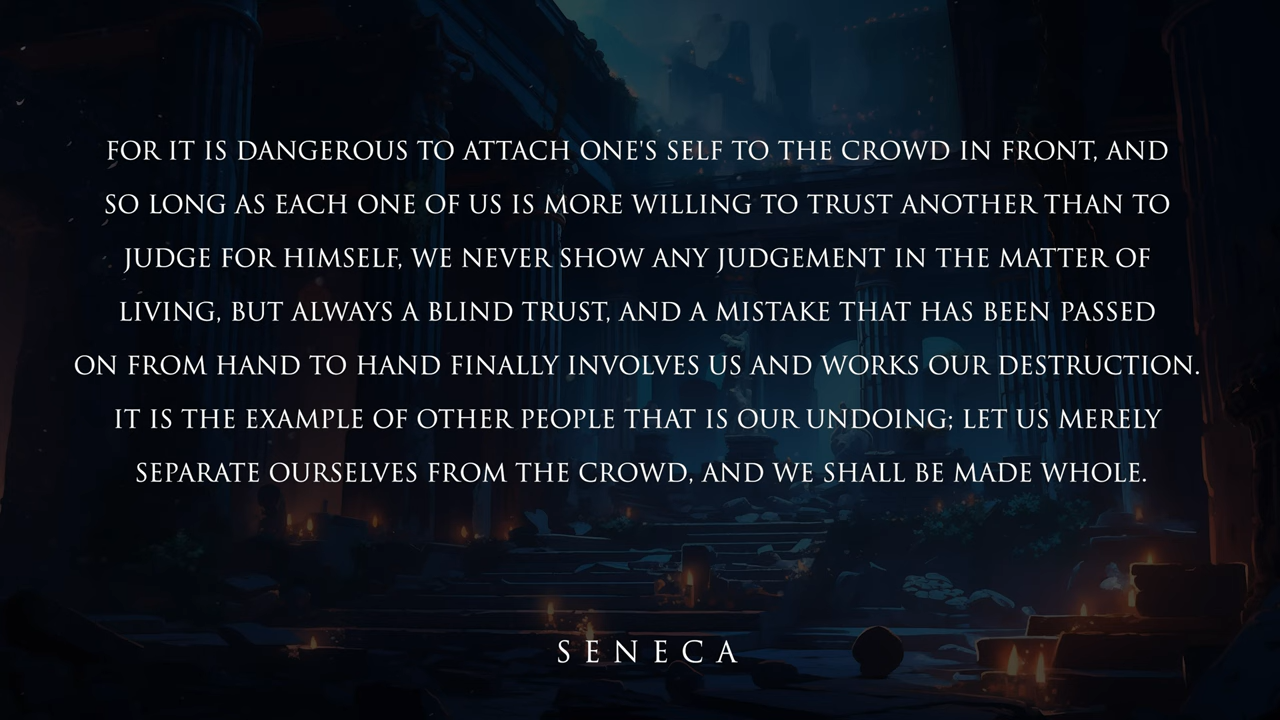 FOR IT IS DANGEROUS TO ATTACH ONE'S SELF TO THE CROWD IN FRONT, AND
SO LONG AS EACH ONE OF US IS MORE WILLING TO TRUST ANOTHER THAN TO
JUDGE FOR HIMSELF, WE NEVER SHOW ANY JUDGEMENT IN THE MATTER OF
LIVING, BUT ALWAYS A BLIND TRUST, AND A MISTAKE THAT HAS BEEN PASSED
ON FROM HAND TO HAND FINALLY INVOLVES US AND WORKS OUR DESTRUCTION.
IT IS THE EXAMPLE OF OTHER PEOPLE THAT IS OUR UNDOING; LET US MERELY
SEPARATE OURSELVES FROM THE CROWD, AND WE SHALL BE MADE WHOLE.
SENECA